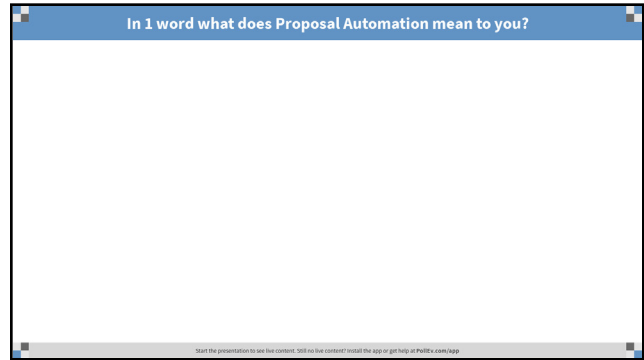 In 1 word what does Proposal Automation mean to you?
Start the presentation to see live content. Still no live content? Install the app or get help at PollEv.com/app